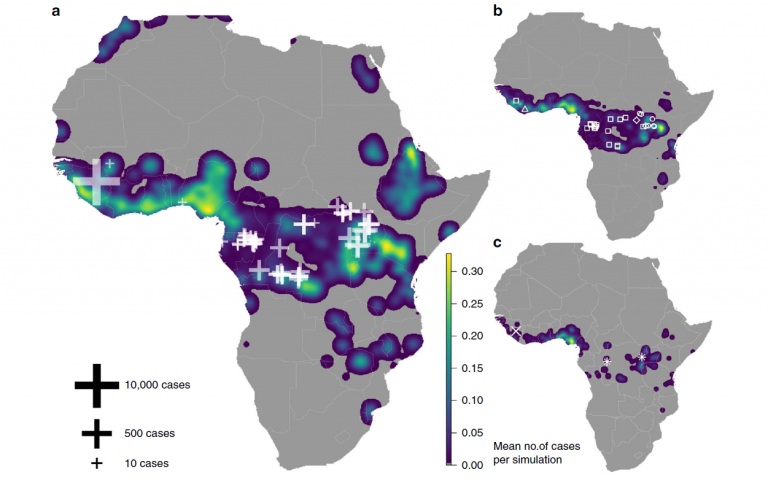 a
b
c
10,000 cases
500 cases
10 cases
0.30
0.25
0.20
0.15
0.10
0.05
0.00
Mean no.of cases
per simulation